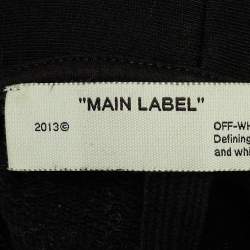 "MAIN LABEL"
2013©
OFF-WH
Defining
and whi